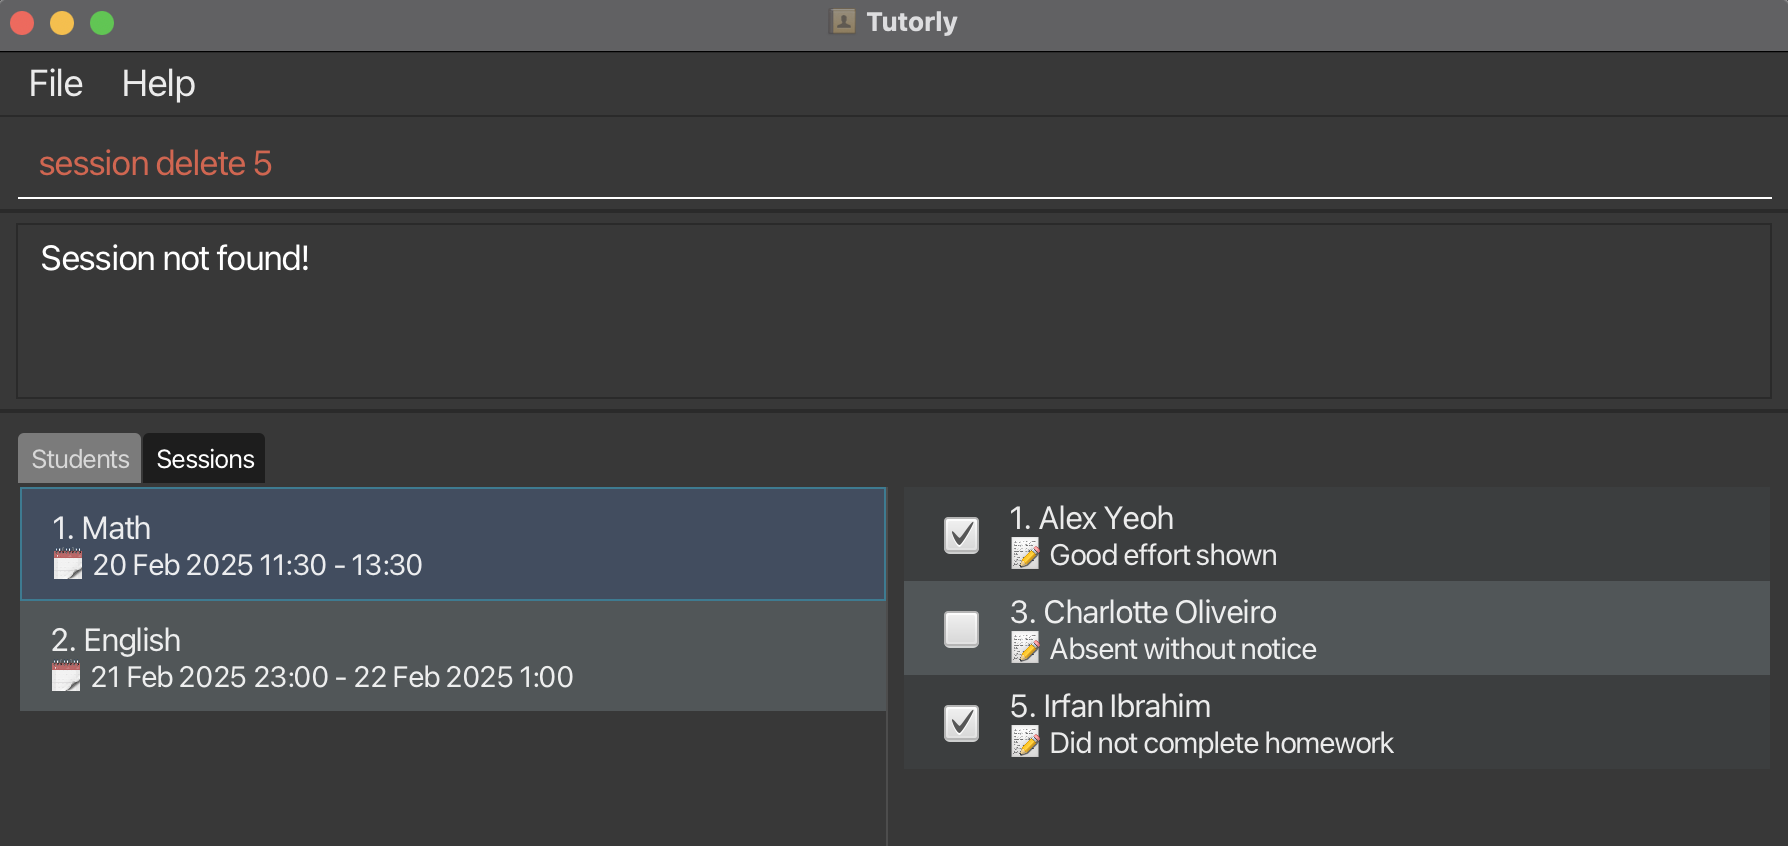 Tutorly
File Help
session delete 5
Session not found!
Students Sessions
1. Math
20 Feb 2025 11:30 - 13:30
2. English
21 Feb 2025 23:00 - 22 Feb 2025 1:00
1. Alex Yeoh
Good effort shown
3. Charlotte Oliveiro
Absent without notice
5. Irfan Ibrahim
Did not complete homework